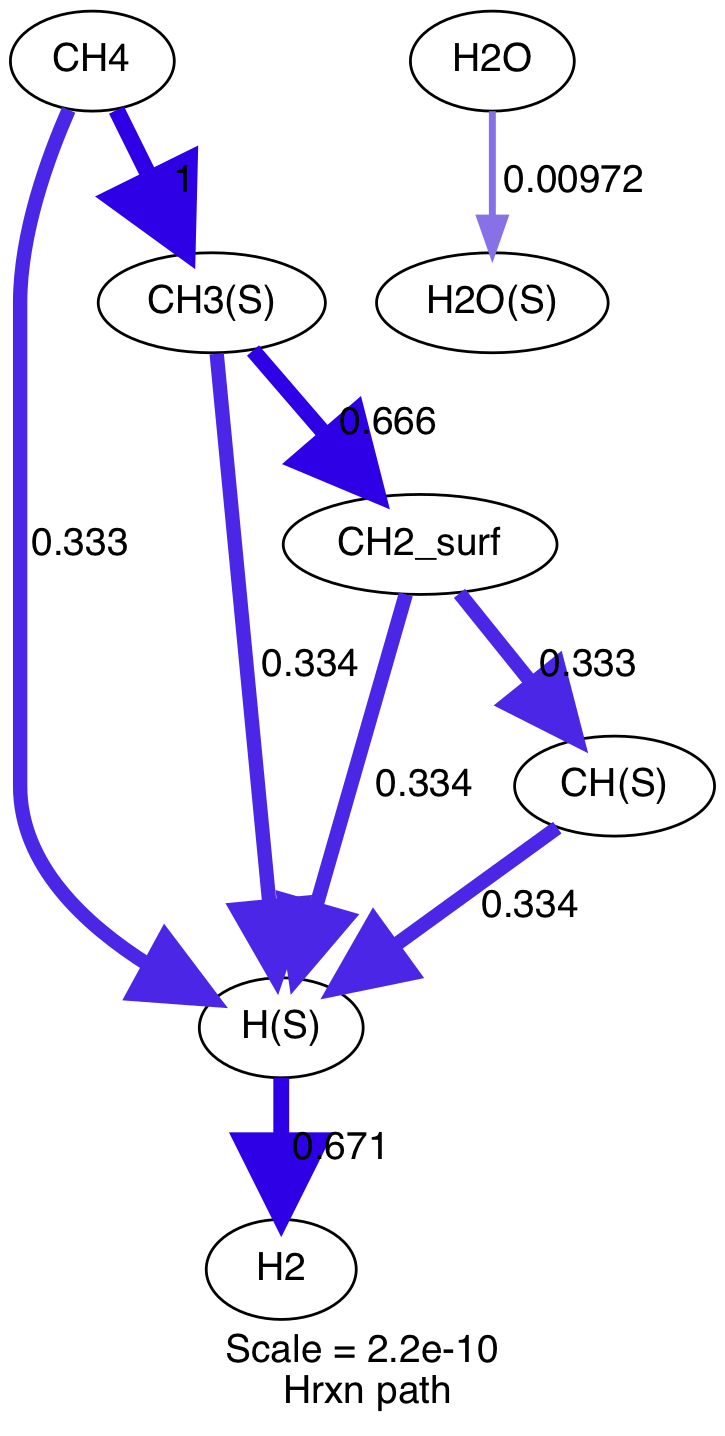 CH4
H2O
1
0.00972
CH3(S)
H2O(S)
0.666
0.333
CH2_surf
0.334
0.333
0.334
CH(S)
0.334
H(S)
0.671
H2
Scale = 2.2e-10
Hrxn path